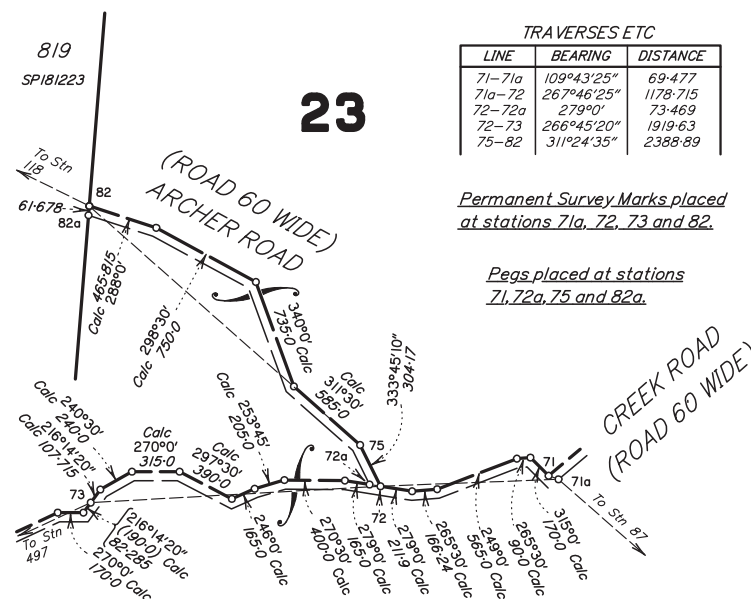 819
SP181223
23
TRAVERSES ETC
LINE BEARING DISTANCE
71-71a 109°43'25" 69·477
71a-72 267°46'25" 1178·715
72-72a 279°0' 73·469
72-73 266°45'20" 1919·63
75-82 311°24'35" 2388·89
Permanent Survey Marks placed
at stations 71a, 72, 73 and 82.
Pegs placed at stations
71,72a,75 and 82a.
To Stn
118
61·678
82
82a
(ROAD 60 WIDE)
ARCHER ROAD
Calc 465·815
288°0'
Calc 298°30'
750·0
340°0' Calc
735·0
Calc
311°30'
585·0
333°45'10"
304·17
CREEK ROAD
(ROAD 60 WIDE)
240°30'
Calc 240·0
216°14'20"
Calc 107·715
Calc
270°0'
315·0
Calc
297°30'
390·0
Calc 253°45'
205·0
72a
75
71
71a
73
72
To Stn 87
To Stn
497
270°0' Calc
170·0
216°14'20"
(190·0) Calc
82·285
246°0' Calc
165·0
270°30' Calc
400·0 Calc
279°0' Calc
165·0
279°0' Calc
211·9
265°30' Calc
166·24
249°0' Calc
565·0
265°30' Calc
90·0
315°0' Calc
170·0